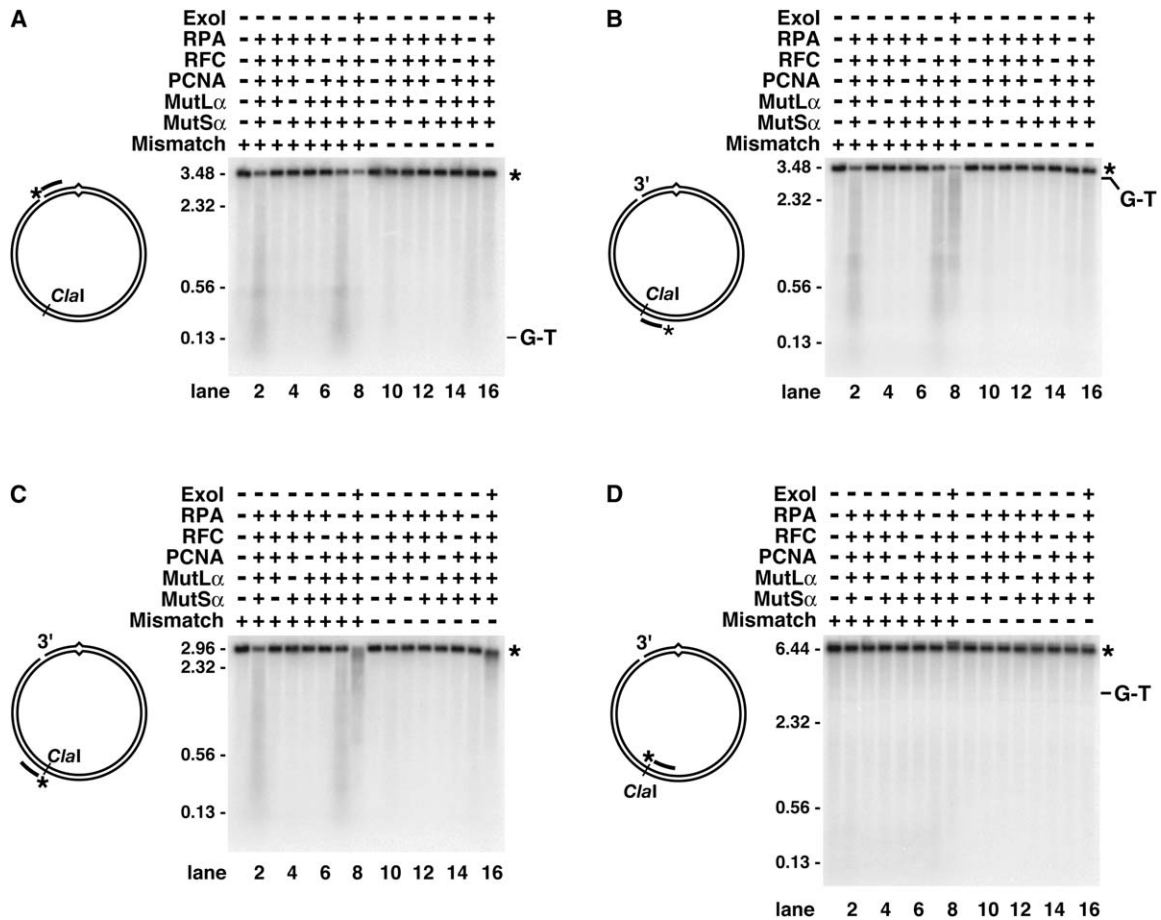 A
ExoI - - - - - - - + - - - - - - - +
RPA - + + + + + - + - + + + + + - +
RFC - + + + + - + + - + + + + - + +
PCNA - + + + - + + + - + + + - + + +
MutLα - + + - + + + + - + + - + + + +
MutSα - + - + + + + + - + - + + + + +
Mismatch + + + + + + + + - - - - - - - -
3.48 - *
2.32 -
0.56 -
0.13 - - G-T
* ClaI
lane 2 4 6 8 10 12 14 16
B
ExoI - - - - - - - + - - - - - - - +
RPA - + + + + + - + - + + + + + - +
RFC - + + + + - + + - + + + + - + +
PCNA - + + + - + + + - + + + - + + +
MutLα - + + - + + + + - + + - + + + +
MutSα - + - + + + + + - + - + + + + +
Mismatch + + + + + + + + - - - - - - - -
3.48 - *
G-T
2.32 -
0.56 -
0.13 -
3' ClaI *
lane 2 4 6 8 10 12 14 16
C
ExoI - - - - - - - + - - - - - - - +
RPA - + + + + + - + - + + + + + - +
RFC - + + + + - + + - + + + + - + +
PCNA - + + + - + + + - + + + - + + +
MutLα - + + - + + + + - + + - + + + +
MutSα - + - + + + + + - + - + + + + +
Mismatch + + + + + + + + - - - - - - - -
2.96 - *
2.32 -
0.56 -
0.13 -
3' ClaI *
lane 2 4 6 8 10 12 14 16
D
ExoI - - - - - - - + - - - - - - - +
RPA - + + + + + - + - + + + + + - +
RFC - + + + + - + + - + + + + - + +
PCNA - + + + - + + + - + + + - + + +
MutLα - + + - + + + + - + + - + + + +
MutSα - + - + + + + + - + - + + + + +
Mismatch + + + + + + + + - - - - - - - -
6.44 - *
- G-T
2.32 -
0.56 -
0.13 -
3' * ClaI
lane 2 4 6 8 10 12 14 16